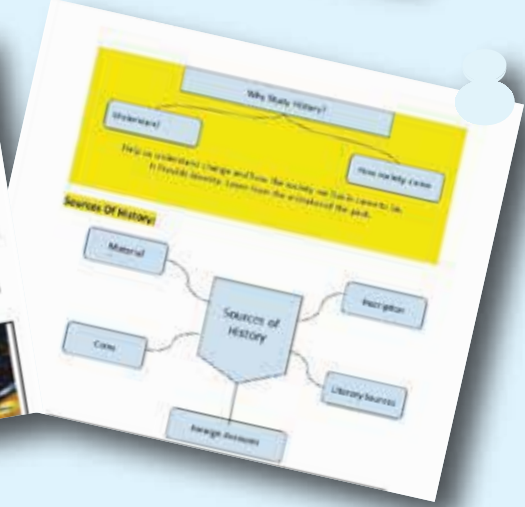 Why Study History?
Understand
How society came
Help us understand change and how the society we live in came to be.
It Provids Identity. Learn from the mistakes of the past.
Sources Of History:
Material
Inscription
Sources of
History
Coins
Literary Sources
Foreign Accounts